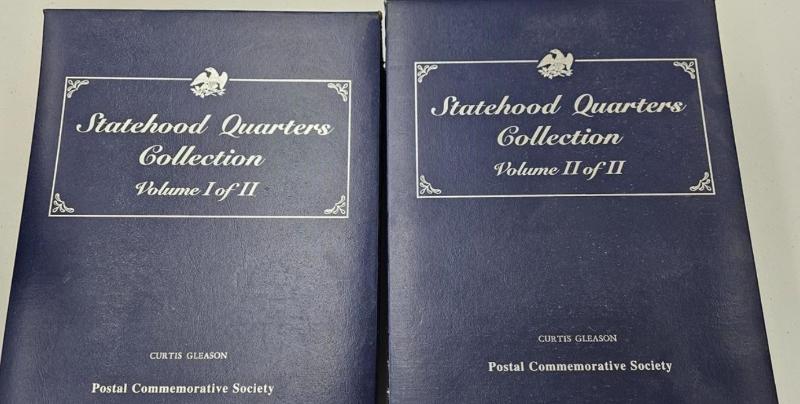 Statehood Quarters
Collection
Volume I of II
CURTIS GLEASON
Postal Commemorative Society
Statehood Quarters
Collection
Volume II of II
CURTIS GLEASON
Postal Commemorative Society